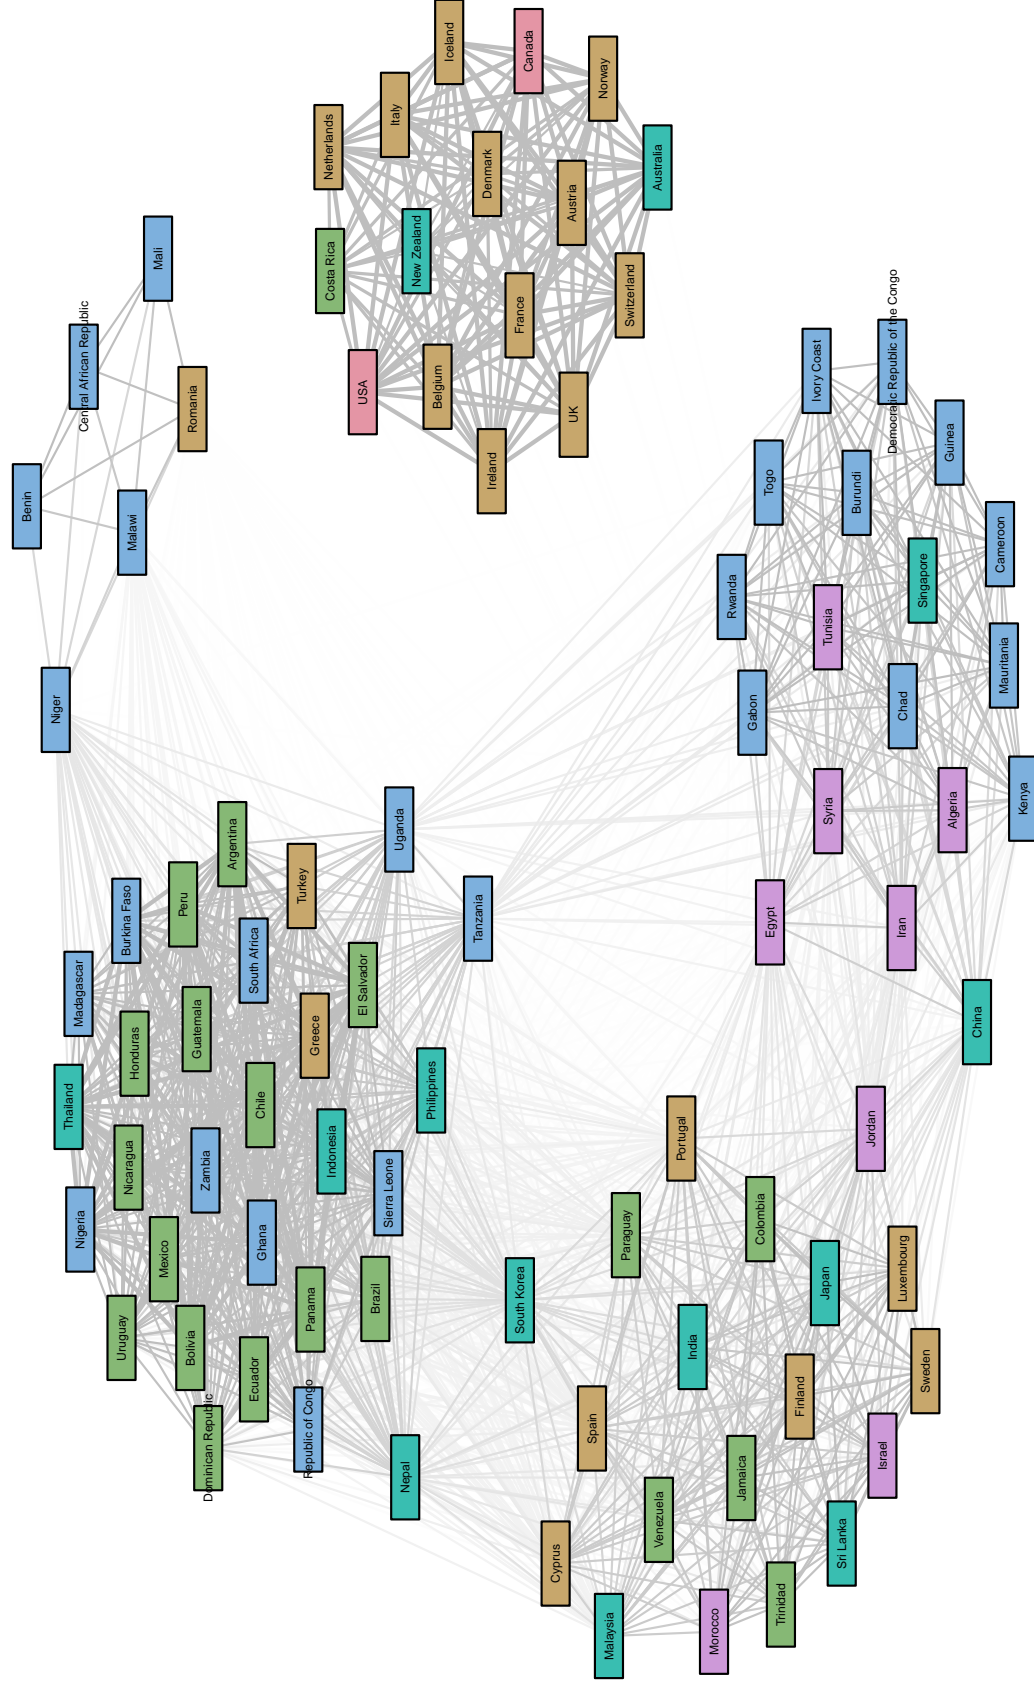 Iceland
Canada
Norway
Italy
Netherlands
Denmark
Australia
Austria
New Zealand
Costa Rica
Switzerland
France
USA
Belgium
UK
Ireland
Mali
Central African Republic
Romania
Benin
Malawi
Niger
Ivory Coast
Democratic Republic of the Congo
Guinea
Togo
Burundi
Cameroon
Singapore
Rwanda
Tunisia
Mauritania
Gabon
Chad
Syria
Algeria
Kenya
Egypt
Iran
China
Uganda
Argentina
Turkey
Peru
Burkina Faso
Tanzania
South Africa
El Salvador
Madagascar
Guatemala
Greece
Honduras
Philippines
Chile
Thailand
Indonesia
Nicaragua
Zambia
Sierra Leone
Nigeria
Ghana
Mexico
Brazil
Panama
Uruguay
Bolivia
Ecuador
Republic of Congo
Dominican Republic
Nepal
South Korea
Portugal
Jordan
Paraguay
Colombia
Luxembourg
Japan
India
Sweden
Finland
Spain
Israel
Jamaica
Venezuela
Sri Lanka
Cyprus
Trinidad
Morocco
Malaysia